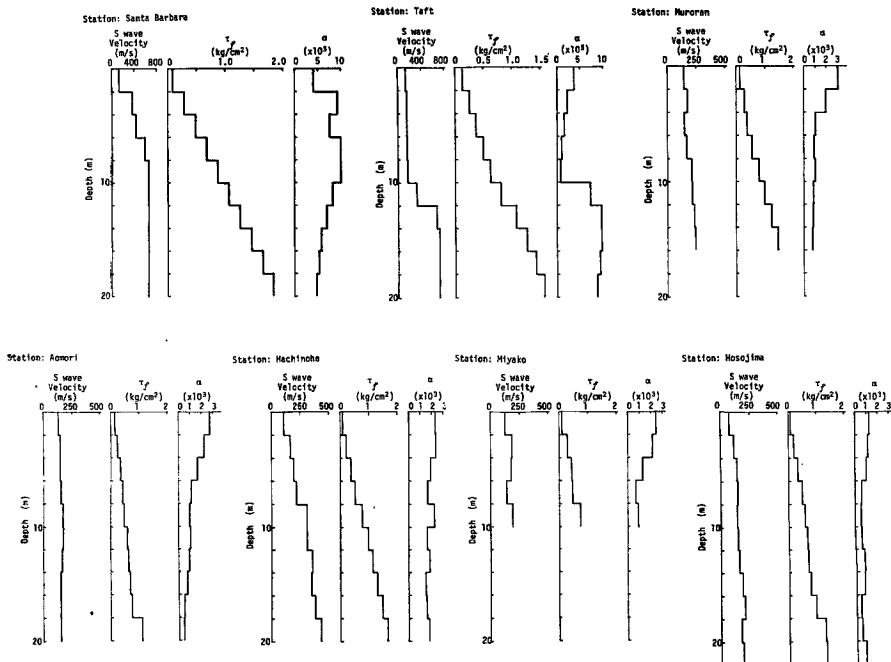 Station: Santa Barbara
S wave Velocity (m/s)
400 800
τf (kg/cm²)
1.0 2.0
α (x10³)
0 5 10
Depth (m)
10
20
Station: Taft
S wave Velocity (m/s)
400 800
τf (kg/cm²)
0 0.5 1.0 1.5
α
0 5 10
Depth (m)
10
20
Station: Muroran
S wave Velocity (m/s)
250 500
τf (kg/cm²)
0 1 2
α (x10³)
0 1 2 3
Depth (m)
10
20
Station: Aomori
S wave Velocity (m/s)
0 250 500
τf (kg/cm²)
0 1 2
α (x10³)
0 1 2 3
Depth (m)
10
20
Station: Hachinohe
S wave Velocity (m/s)
250 500
τf (kg/cm²)
0 1 2
α (x10³)
0 1 2 3
Depth (m)
10
20
Station: Miyako
S wave Velocity (m/s)
0 250 500
τf (kg/cm²)
0 1 2
α (x10³)
0 1 2 3
Depth (m)
10
20
Station: Hosojima
S wave Velocity (m/s)
0 250 500
τf (kg/cm²)
0 1 2
α (x10³)
0 1 2 3
Depth (m)
10
20